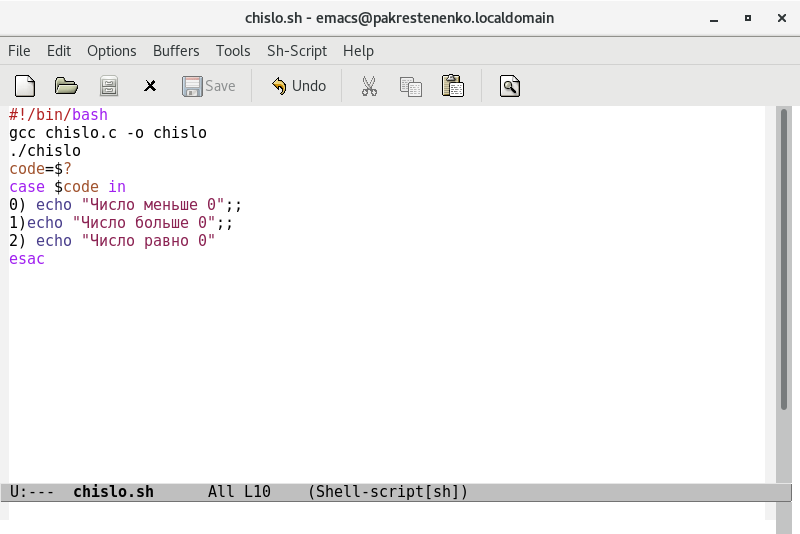 chislo.sh - emacs@pakrestenenko.localdomain
File Edit Options Buffers Tools Sh-Script Help
Save Undo
#!/bin/bash
gcc chislo.c -o chislo
./chislo
code=$?
case $code in
0) echo "Число меньше 0";;
1)echo "Число больше 0";;
2) echo "Число равно 0"
esac
U:--- chislo.sh All L10 (Shell-script[sh])